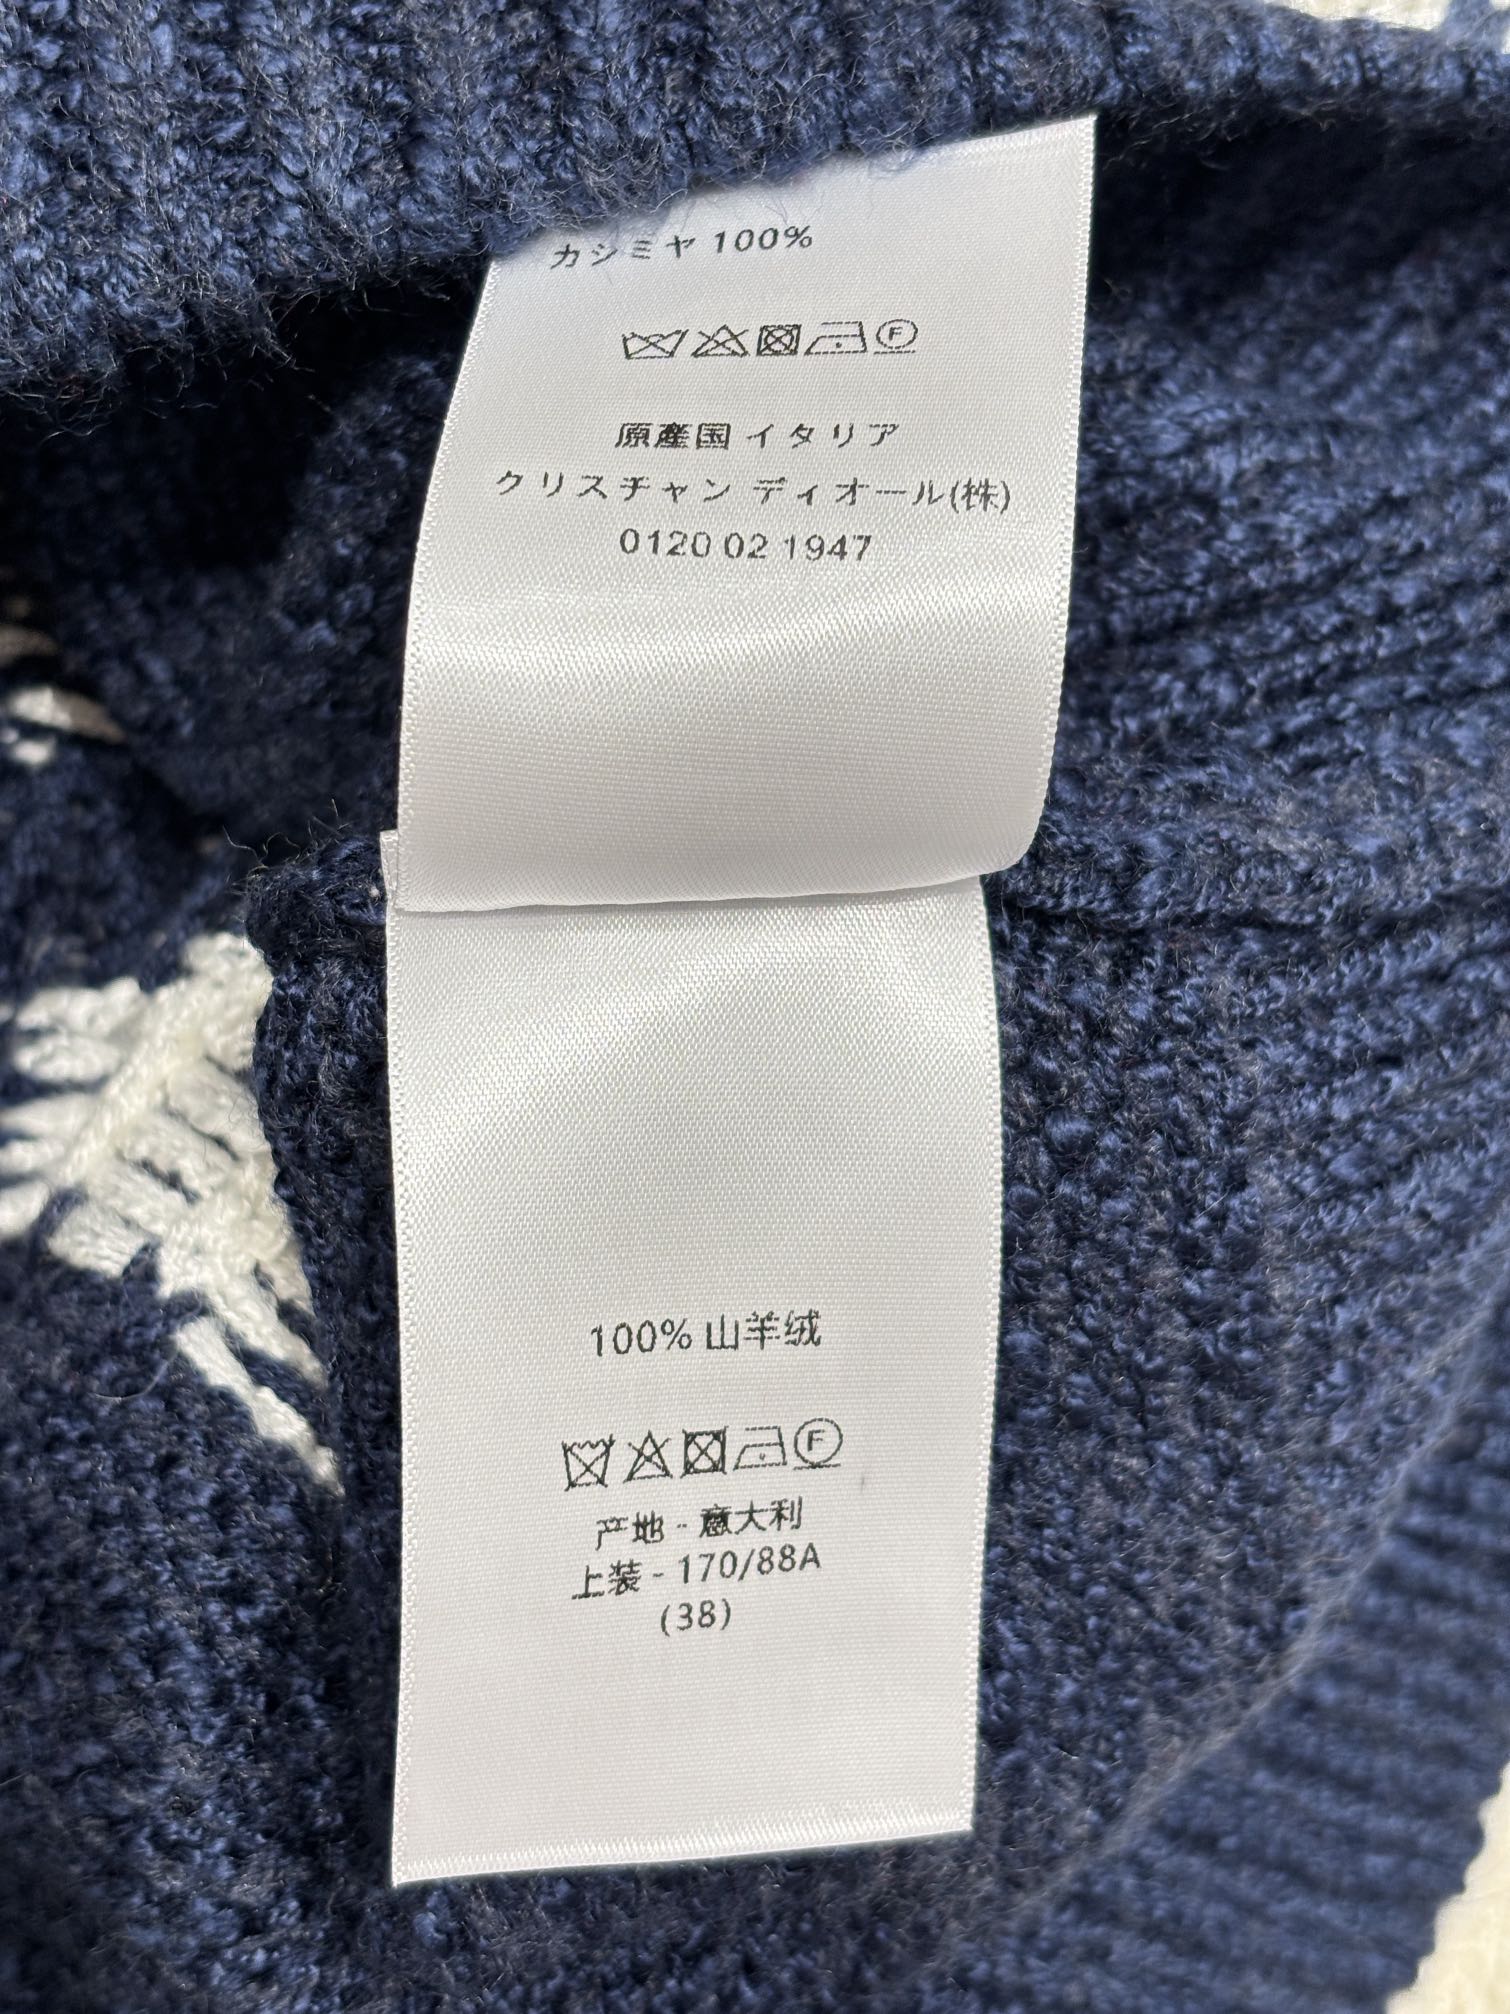 カシミヤ 100%
F
原産国 イタリア
クリスチャン ディオール(株)
0120 02 1947
100% 山羊绒
F
产地 - 意大利
上装 - 170/88A
(38)